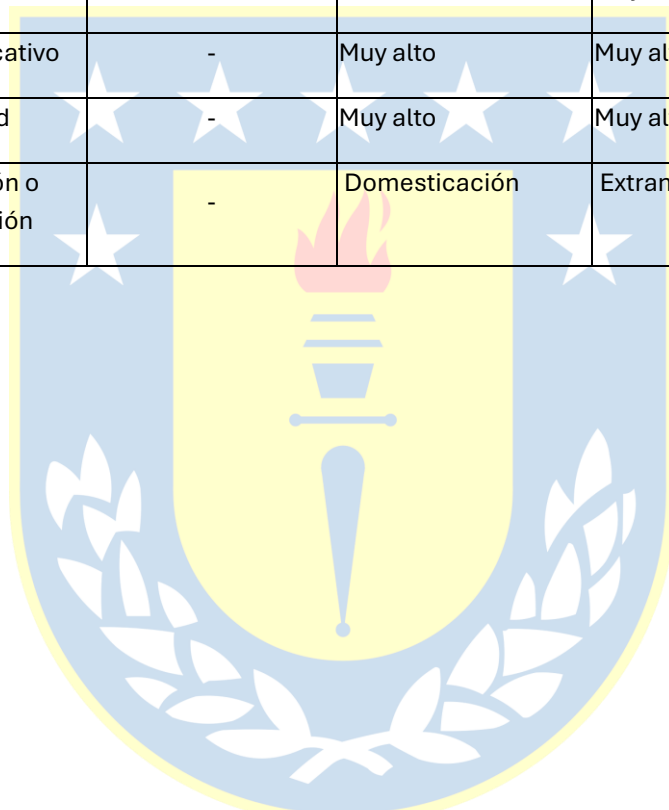 cativo - Muy alto Muy al
d - Muy alto Muy al
ón o - Domesticación Extran
ión